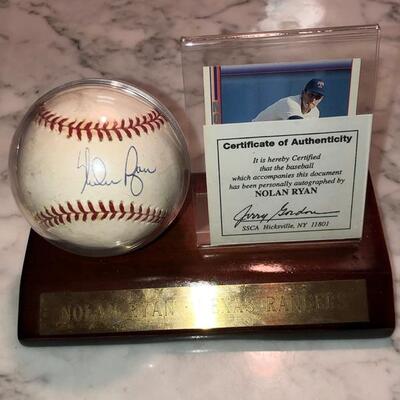 Nolan Ryan
Certificate of Authenticity
It is hereby Certified
that the baseball
which accompanies this document
has been personally autographed by
NOLAN RYAN
Jerry Gordon
SSCA Hicksville, NY 11801
NOLAN RYAN TEXAS RANGERS